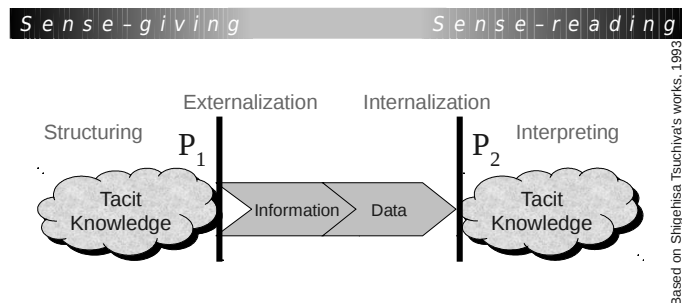 Sense-giving Sense-reading
Externalization Internalization
Structuring P1 P2 Interpreting
Tacit Knowledge Information Data Tacit Knowledge
Based on Shigehisa Tsuchiya's works, 1993